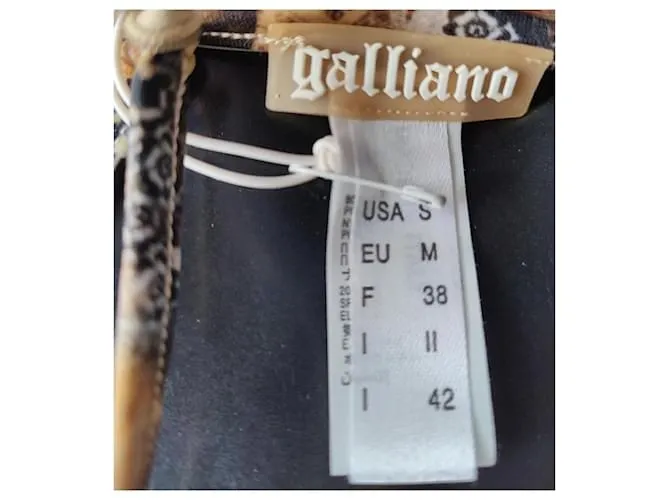 galliano
USA S
EU M
F 38
I II
I 42